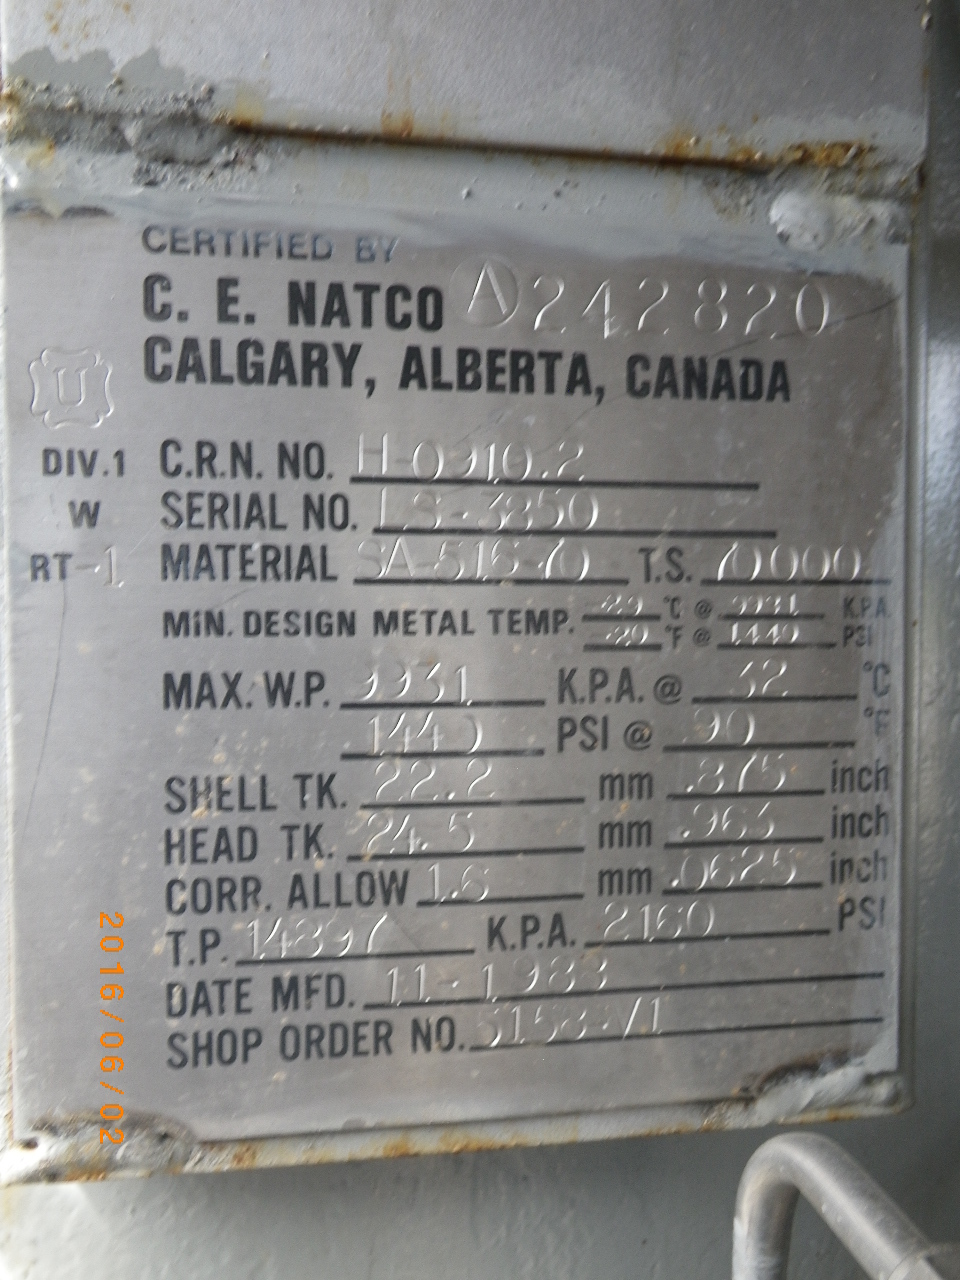 CERTIFIED BY
C. E. NATCO A 242820
CALGARY, ALBERTA, CANADA
U
DIV.1 C.R.N. NO. H-0910.2
W SERIAL NO. LS-3850
RT-1 MATERIAL SA-516-70 T.S. 70000
MIN. DESIGN METAL TEMP. -29 °C @ 9931 K.P.A.
-20 °F @ 1440 PSI
MAX. W.P. 9931 K.P.A. @ 32 °C
1440 PSI @ 90 °F
SHELL TK. 22.2 mm .875 inch
HEAD TK. 24.5 mm .963 inch
CORR. ALLOW 1.6 mm .0625 inch
T.P. 14897 K.P.A. 2160 PSI
DATE MFD. 11-1988
SHOP ORDER NO.
2016/06/02